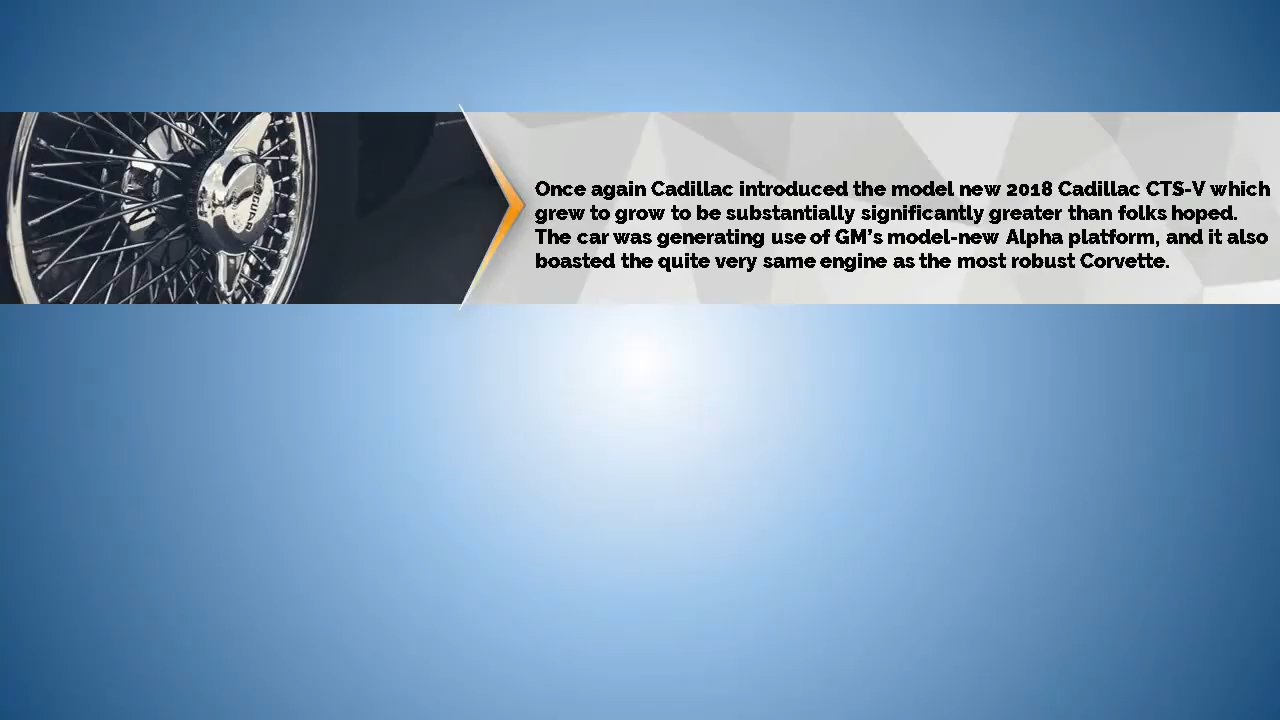 JAGUAR
Once again Cadillac introduced the model new 2018 Cadillac CTS-V which
grew to grow to be substantially significantly greater than folks hoped.
The car was generating use of GM's model-new Alpha platform, and it also
boasted the quite very same engine as the most robust Corvette.